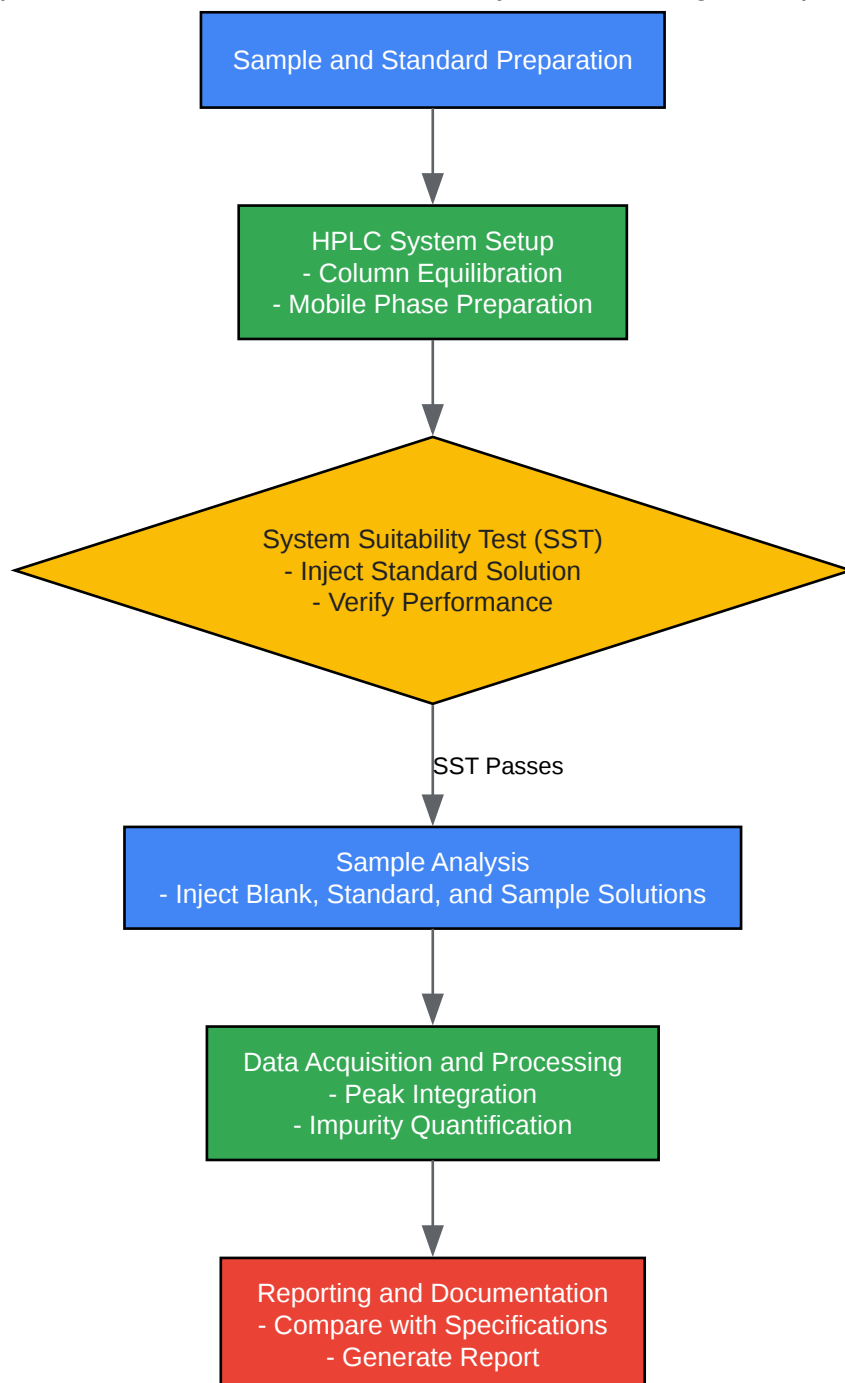 Sample and Standard Preparation
HPLC System Setup
- Column Equilibration
- Mobile Phase Preparation
System Suitability Test (SST)
- Inject Standard Solution
- Verify Performance
SST Passes
Sample Analysis
- Inject Blank, Standard, and Sample Solutions
Data Acquisition and Processing
- Peak Integration
- Impurity Quantification
Reporting and Documentation
- Compare with Specifications
- Generate Report